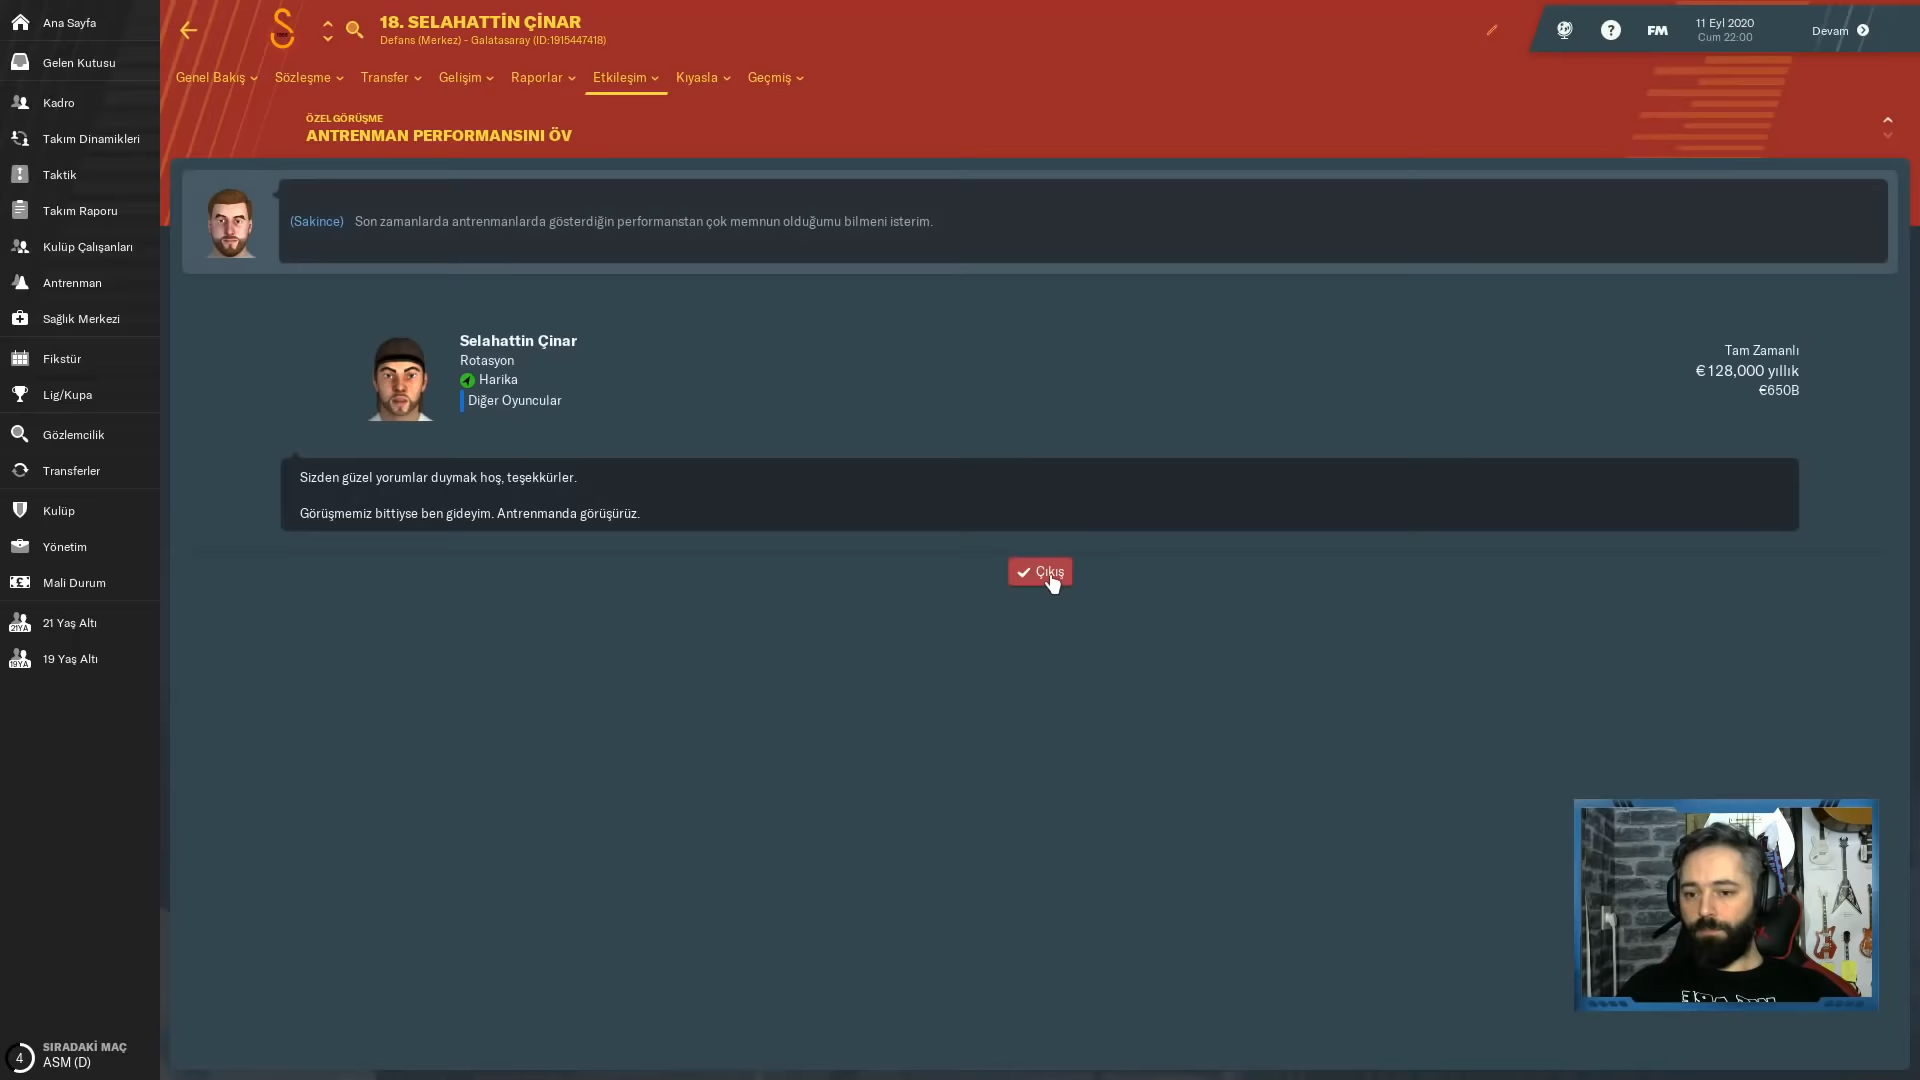 Ana Sayfa
Gelen Kutusu
Kadro
Takım Dinamikleri
Taktik
Takım Raporu
Kulüp Çalışanları
Antrenman
Sağlık Merkezi
Fikstür
Lig/Kupa
Gözlemcilik
Transferler
Kulüp
Yönetim
Mali Durum
21YA
21 Yaş Altı
19YA
19 Yaş Altı
4
SIRADAKİ MAÇ
ASM (D)
18. SELAHATTİN ÇİNAR
Defans (Merkez) - Galatasaray (ID:1915447418)
FM
11 Eyl 2020
Cum 22:00
Devam
Genel Bakış
Sözleşme
Transfer
Gelişim
Raporlar
Etkileşim
Kıyasla
Geçmiş
ÖZEL GÖRÜŞME
ANTRENMAN PERFORMANSINI ÖV
(Sakince) Son zamanlarda antrenmanlarda gösterdiğin performanstan çok memnun olduğumu bilmeni isterim.
Selahattin Çinar
Rotasyon
Harika
Diğer Oyuncular
Tam Zamanlı
€128,000 yıllık
€650B
Sizden güzel yorumlar duymak hoş, teşekkürler.
Görüşmemiz bittiyse ben gideyim. Antrenmanda görüşürüz.
Çıkış